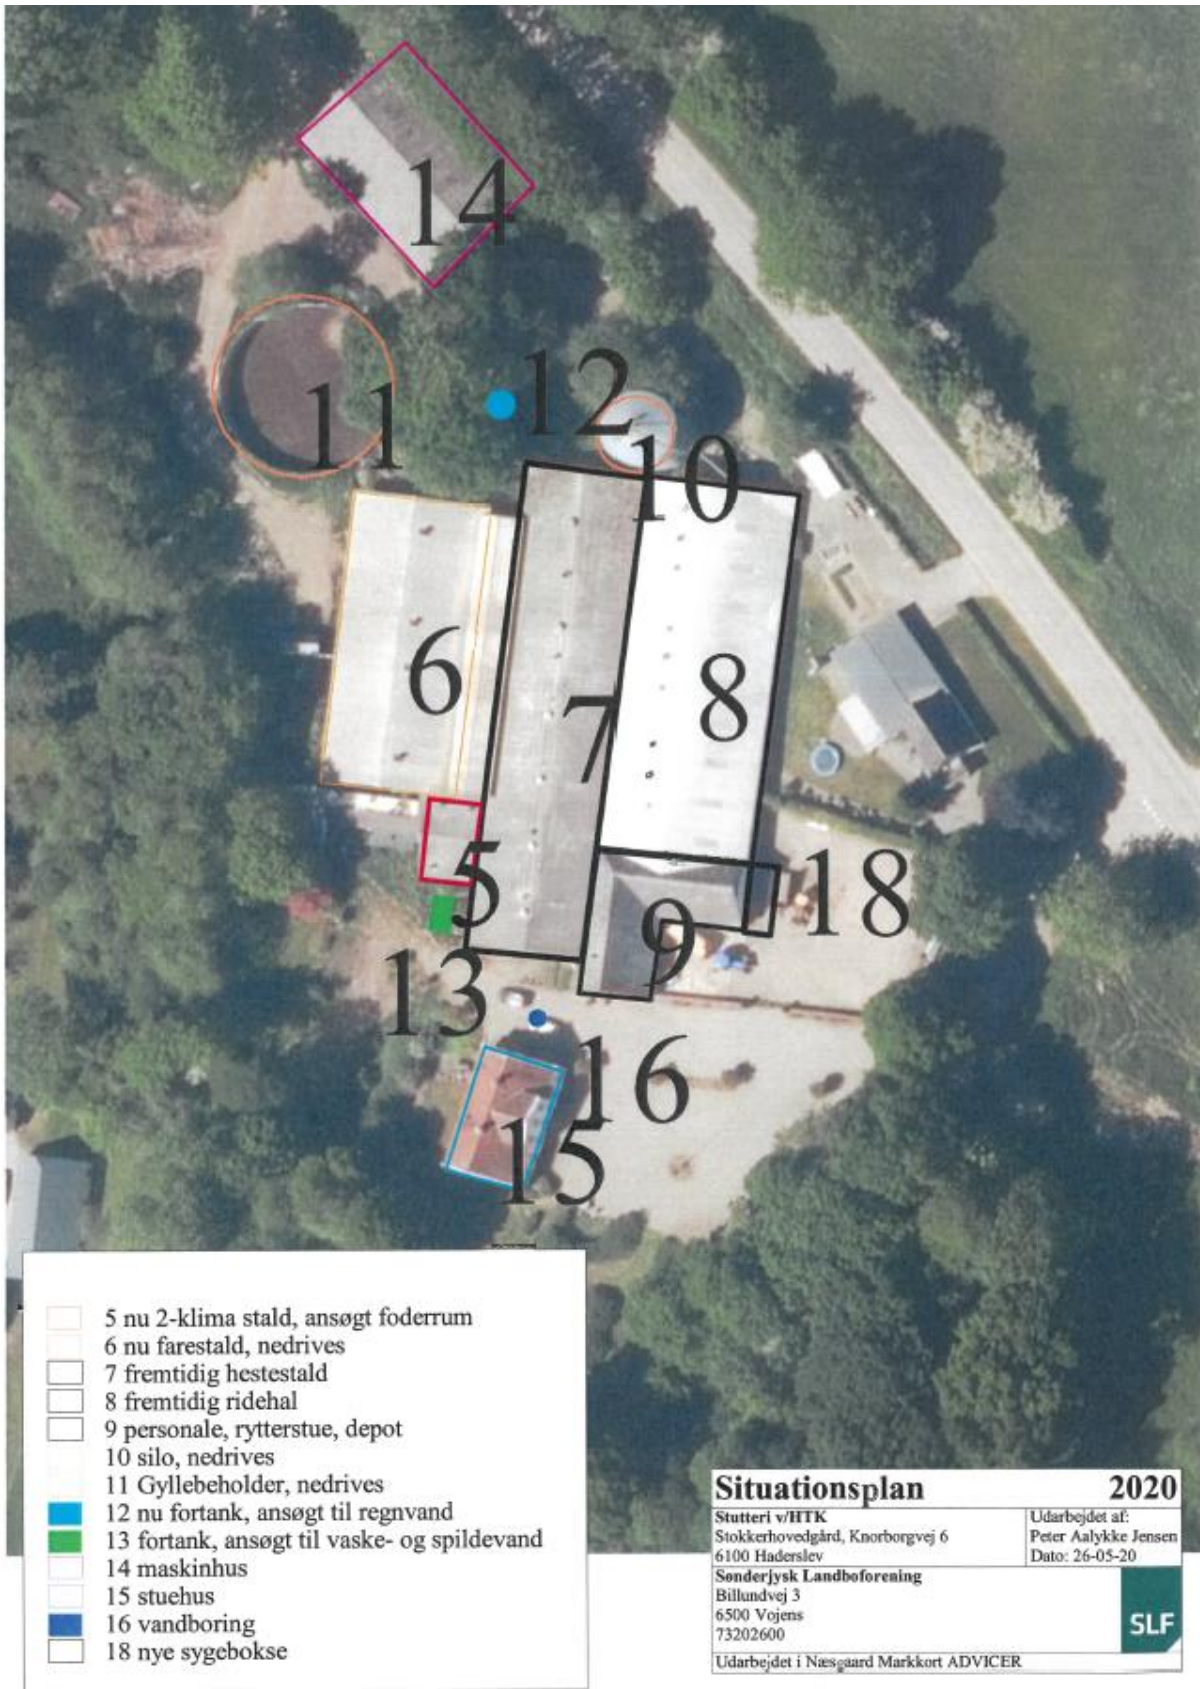 14
12
11
10
6
8
7
5
18
9
13
16
15
5 nu 2-klima stald, ansøgt foderrum
6 nu farestald, nedrives
7 fremtidig hestestald
8 fremtidig ridehal
9 personale, rytterstue, depot
10 silo, nedrives
11 Gyllebeholder, nedrives
12 nu fortank, ansøgt til regnvand
13 fortank, ansøgt til vaske- og spildevand
14 maskinhus
15 stuehus
16 vandboring
18 nye sygebokse
Situationsplan 2020
Stutteri v/HTK
Stokkerhovedgård, Knorborgvej 6
6100 Haderslev
Udarbejdet af:
Peter Aalykke Jensen
Dato: 26-05-20
Sønderjysk Landboforening
Billundvej 3
6500 Vojens
73202600
SLF
Udarbejdet i Næsgaard Markkort ADVICER